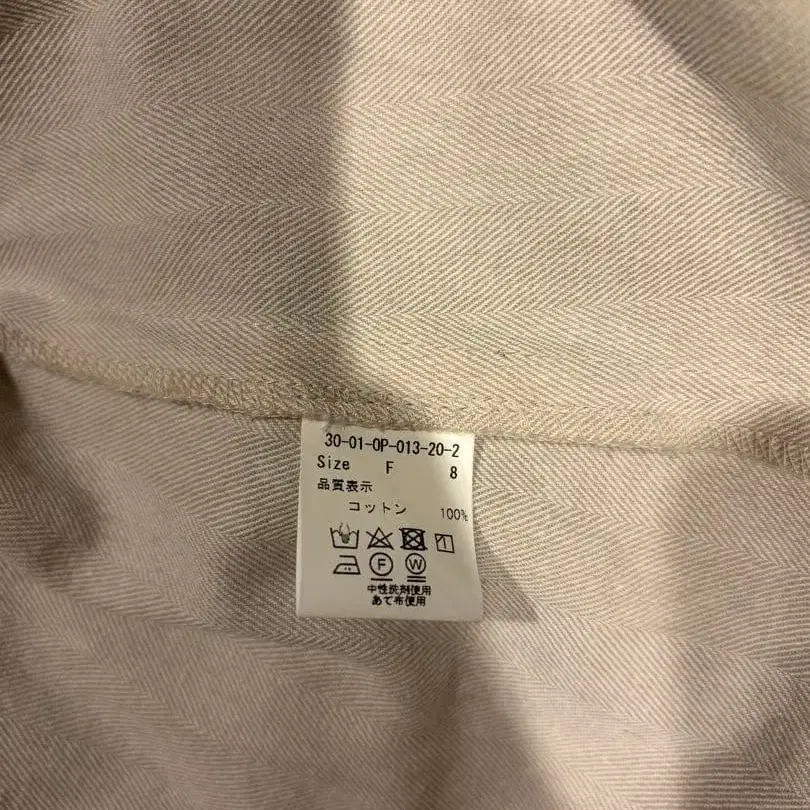 30-01-OP-013-20-2
Size F 8
品質表示
コットン 100%
F W
中性洗剤使用
あて布使用